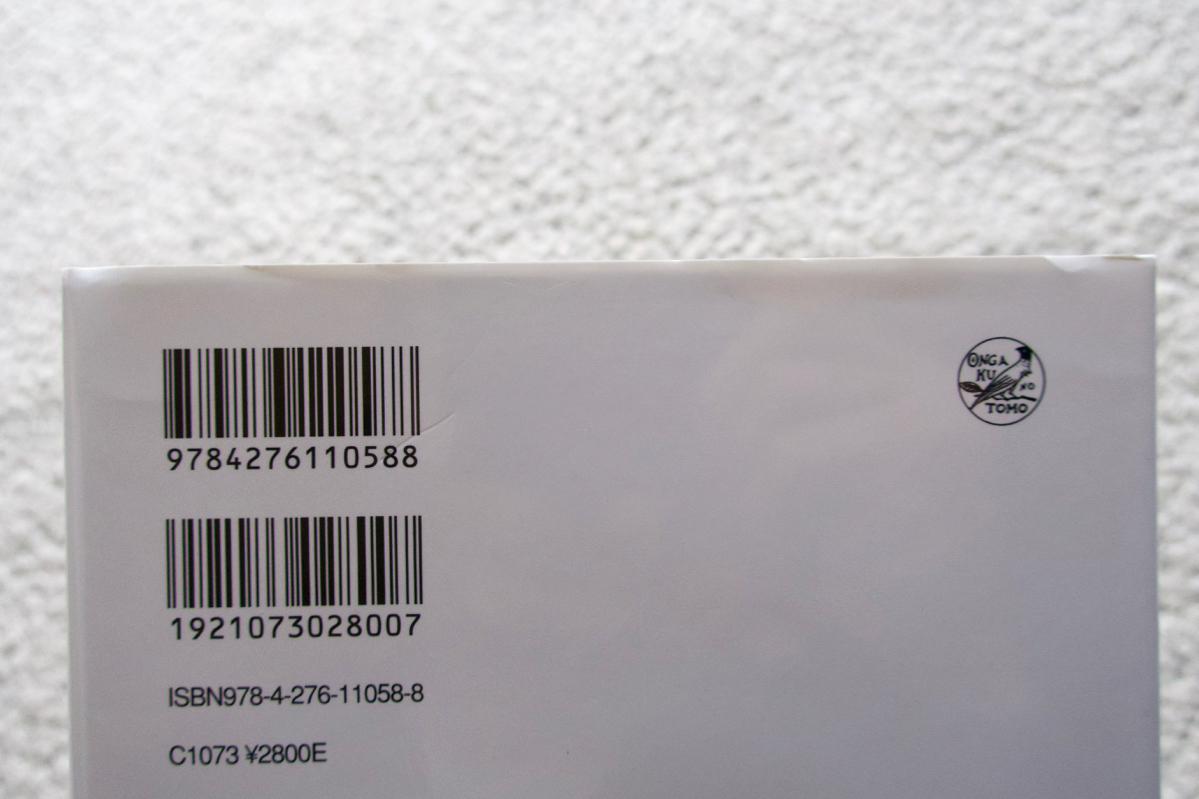 9784276110588
1921073028007
ISBN978-4-276-11058-8
C1073 ¥2800E
ONGA
KU
NO
TOMO